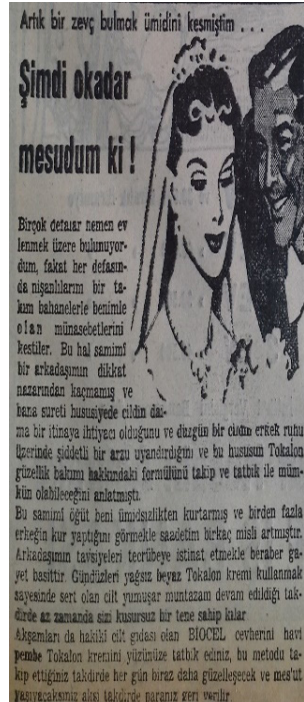 Artık bir zevç bulmak ümidini kesmiştim . . .
Şimdi okadar
mesudum ki !
Birçok defalar hemen ev
lenmek üzere bulunuyor-
dum, fakat her defasın-
da nişanlılarım bir ta-
kım bahanelerle benimle
olan münasebetlerini
kestiler. Bu hal samimî
bir arkadaşımın dikkat
nazarından kaçmamış ve
bana sureti hususiyede cildin dai-
ma bir itinaya ihtiyacı olduğunu ve düzgün bir cildin erkek ruhu
üzerinde şiddetli bir arzu uyandırdığını ve bu hususun Tokalon
güzellik bakımı hakkındaki formülünü takip ve tatbik ile müm-
kün olabileceğini anlatmıştı.
Bu samimî öğüt beni ümidsizlikten kurtarmış ve birden fazla
erkeğin kur yaptığını görmekle saadetim birkaç misli artmıştır.
Arkadaşımın tavsiyeleri tecrübeye istinat etmekle beraber ga-
yet basittir. Gündüzleri yağsız beyaz Tokalon kremi kullanmak
sayesinde sert olan cilt yumuşar muntazam devam edildiği tak-
dirde az zamanda sizi kusursuz bir tene sahip kılar
Akşamları da hakikî cilt gıdası olan BIOCEL cevherini havi
pembe Tokalon kremini yüzünüze tatbik ediniz, bu metodu ta-
kip ettiğiniz takdirde her gün biraz daha güzelleşecek ve mes'ut
yaşıyacaksınız aksi takdirde paranız geri verilir.